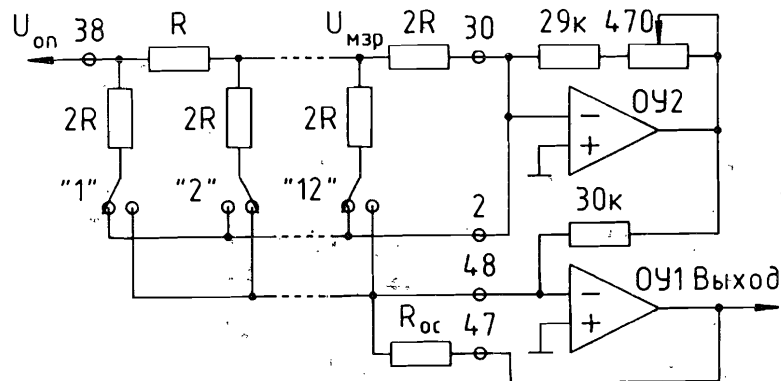 U оп 38 R U мзр 2R 30 29к 470
2R 2R 2R ОУ2
− +
"1" "2" "12" 2 30к
48 ОУ1 Выход
− +
R ос 47